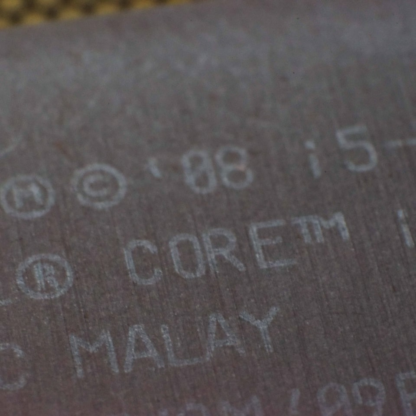 Ⓜ © '08 i5-
® CORE™ i
C MALAY